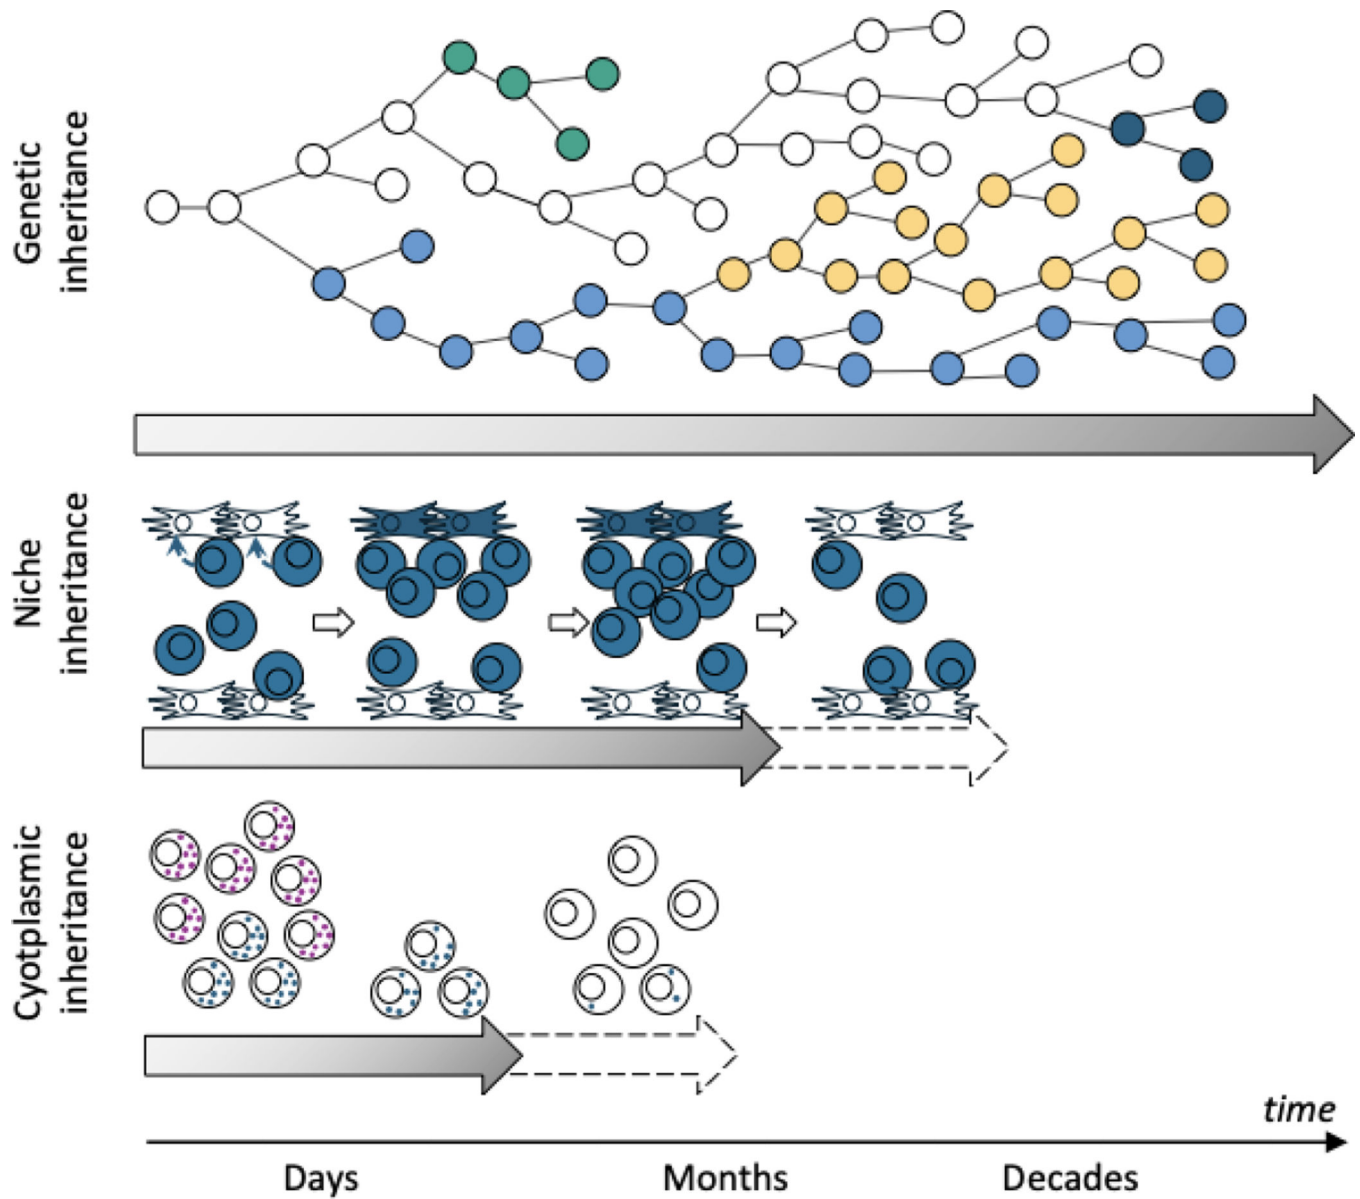 Genetic
inheritance
Niche
inheritance
Cyotplasmic
inheritance
time
Days
Months
Decades